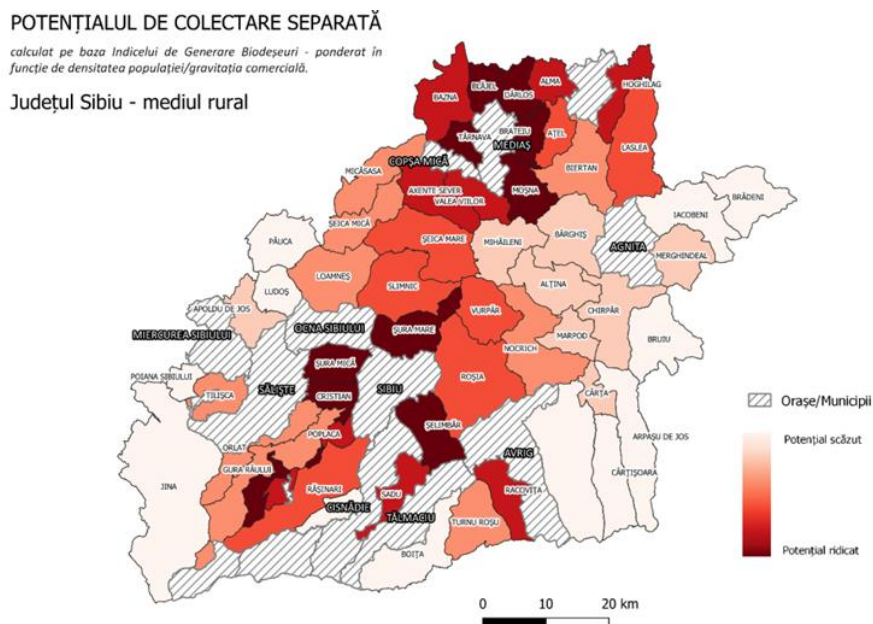 POTENȚIALUL DE COLECTARE SEPARATĂ
calculat pe baza Indicelui de Generare Biodeșeuri - ponderat în
funcție de densitatea populației/gravitația comercială.
Județul Sibiu - mediul rural
BLĂJEL
ALMA
HOGHILAG
BAZNA
DÂRLOS
TÂRNAVA
BRATEIU
AȚEL
MEDIAȘ
LASLEA
COPȘA MICĂ
MICĂSASA
BIERTAN
AXENTE SEVER
MOȘNA
VALEA VIILOR
BRĂDENI
IACOBENI
ȘEICA MICĂ
BÂRGHIȘ
PĂUCA
ȘEICA MARE
MIHĂILENI
AGNITA
MERGHINDEAL
LOAMNEȘ
SLIMNIC
ALȚINA
LUDOȘ
APOLDU DE JOS
VURPĂR
CHIRPĂR
OCNA SIBIULUI
MIERCUREA SIBIULUI
ȘURA MARE
MARPOD
BRUIU
NOCRICH
ȘURA MICĂ
POIANA SIBIULUI
ROȘIA
SĂLIȘTE
SIBIU
TILIȘCA
CRISTIAN
CÂRȚA
Orașe/Municipii
ȘELIMBĂR
POPLACA
ARPAȘU DE JOS
Potențial scăzut
ORLAT
AVRIG
GURA RÂULUI
CÂRȚIȘOARA
JINA
RĂȘINARI
SADU
RACOVIȚA
CISNĂDIE
TĂLMACIU
TURNU ROȘU
BOIȚA
Potențial ridicat
0 10 20 km